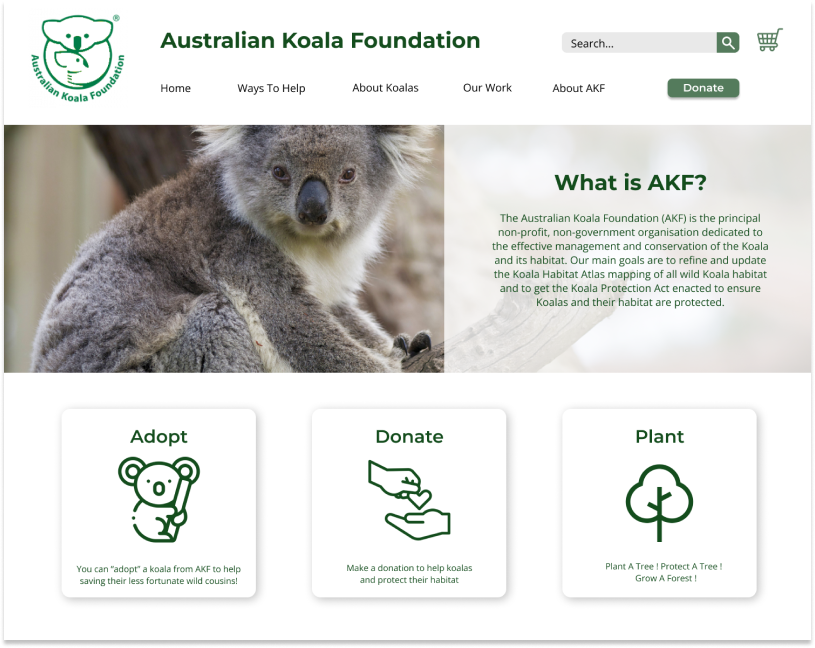 ®
Australian Koala Foundation
Australian Koala Foundation
Search...
Home
Ways To Help
About Koalas
Our Work
About AKF
Donate
What is AKF?
The Australian Koala Foundation (AKF) is the principal
non-profit, non-government organisation dedicated to
the effective management and conservation of the Koala
and its habitat. Our main goals are to refine and update
the Koala Habitat Atlas mapping of all wild Koala habitat
and to get the Koala Protection Act enacted to ensure
Koalas and their habitat are protected.
Adopt
You can “adopt” a koala from AKF to help
saving their less fortunate wild cousins!
Donate
Make a donation to help koalas
and protect their habitat
Plant
Plant A Tree ! Protect A Tree !
Grow A Forest !